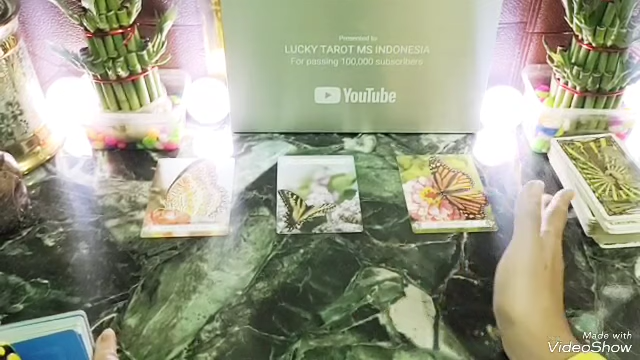 Presented to
LUCKY TAROT MS INDONESIA
For passing 100,000 subscribers
YouTube
Made with
VideoShow